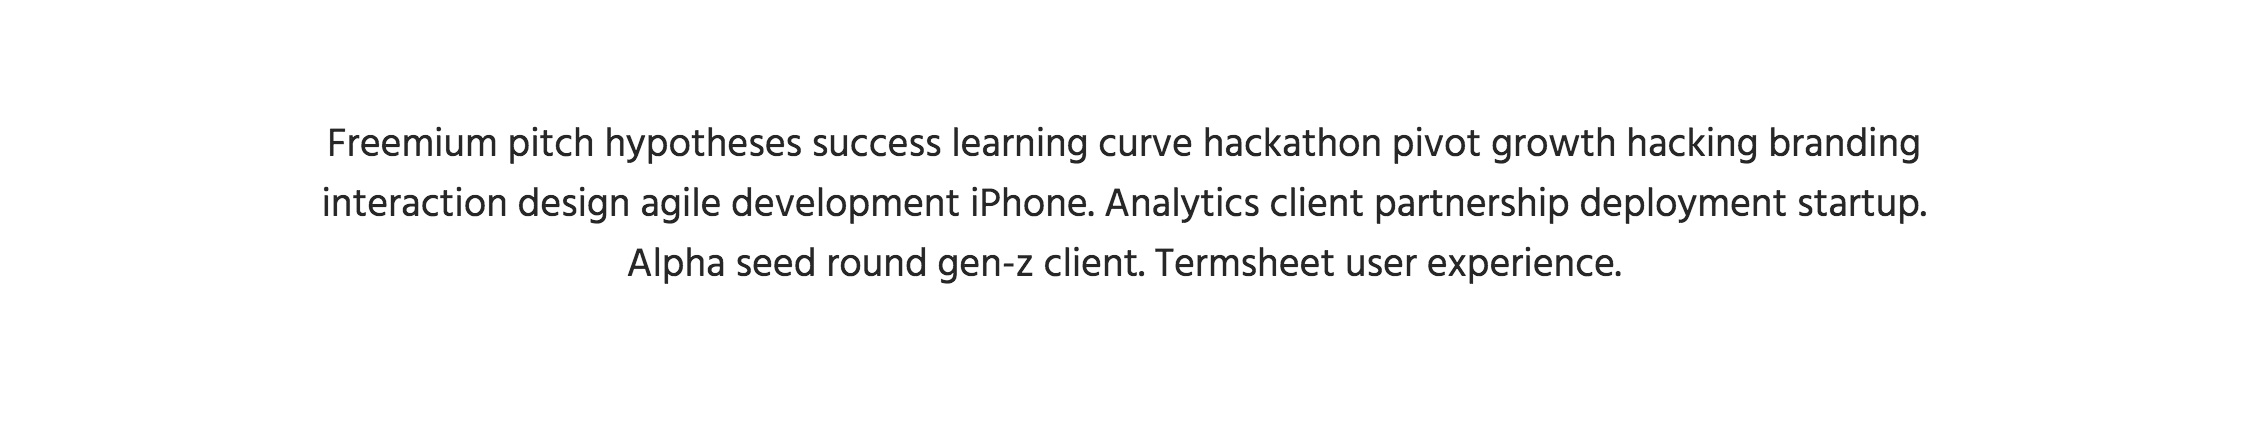 Freemium pitch hypotheses success learning curve hackathon pivot growth hacking branding
interaction design agile development iPhone. Analytics client partnership deployment startup.
Alpha seed round gen-z client. Termsheet user experience.